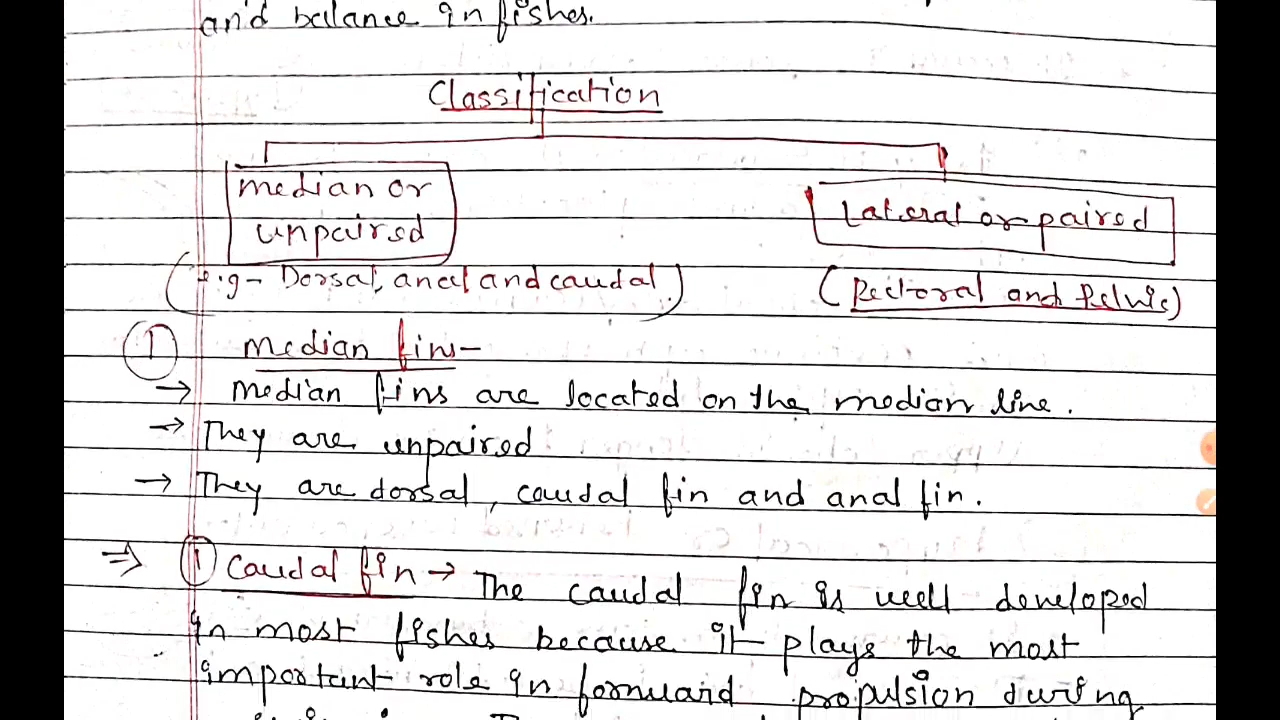 and balance in fishes.
Classification
median or
unpaired
Lateral or paired
(e.g- Dorsal, anal and caudal)
(Pectoral and Pelvic)
1 median fins-
→ median fins are located on the median line.
→ They are unpaired
→ They are dorsal, caudal fin and anal fin.
⇒ 1 Caudal fin → The caudal fin is well developed
in most fishes because it plays the most
important role in forward propulsion during